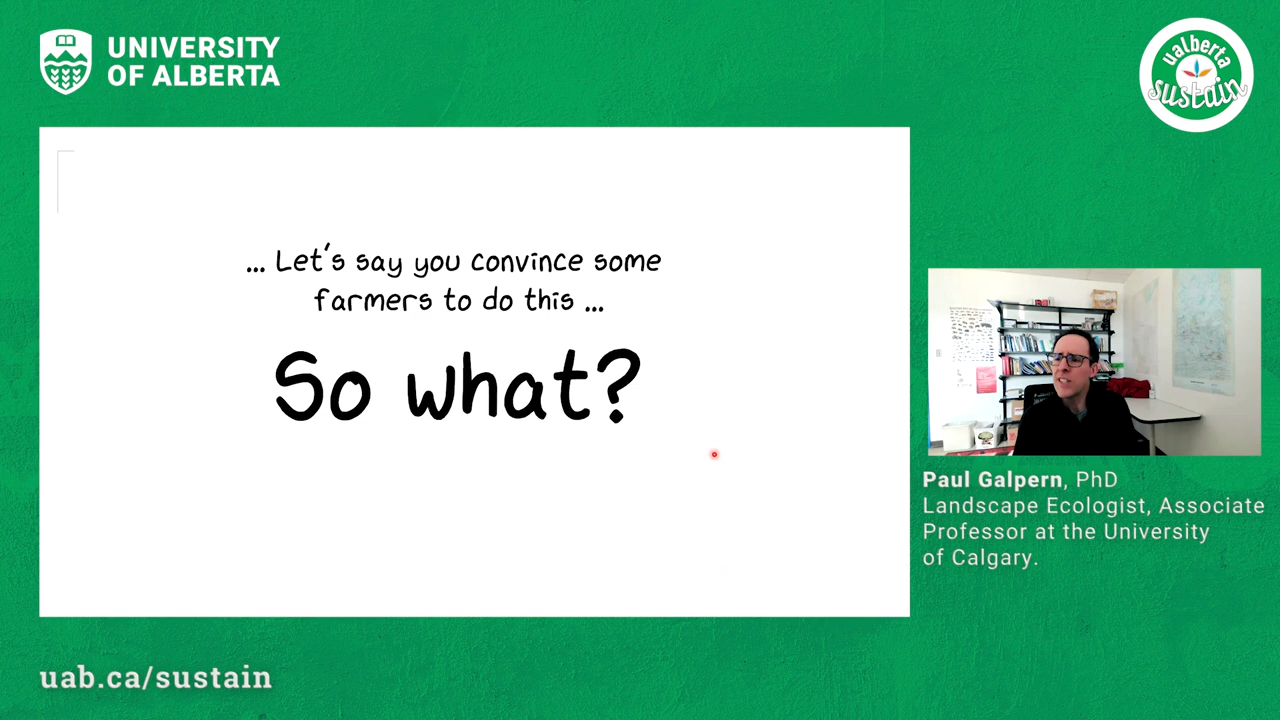 UNIVERSITY
OF ALBERTA
ualberta
sustain
... Let's say you convince some
farmers to do this ...
So what?
Paul Galpern, PhD
Landscape Ecologist, Associate
Professor at the University
of Calgary.
uab.ca/sustain